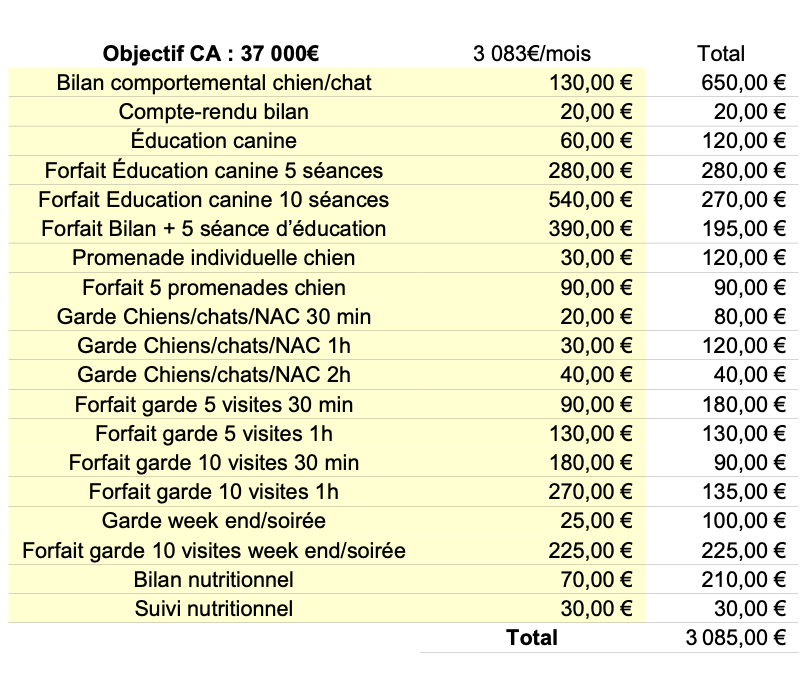 Objectif CA : 37 000€ 3 083€/mois Total
Bilan comportemental chien/chat 130,00 € 650,00 €
Compte-rendu bilan 20,00 € 20,00 €
Éducation canine 60,00 € 120,00 €
Forfait Éducation canine 5 séances 280,00 € 280,00 €
Forfait Education canine 10 séances 540,00 € 270,00 €
Forfait Bilan + 5 séance d’éducation 390,00 € 195,00 €
Promenade individuelle chien 30,00 € 120,00 €
Forfait 5 promenades chien 90,00 € 90,00 €
Garde Chiens/chats/NAC 30 min 20,00 € 80,00 €
Garde Chiens/chats/NAC 1h 30,00 € 120,00 €
Garde Chiens/chats/NAC 2h 40,00 € 40,00 €
Forfait garde 5 visites 30 min 90,00 € 180,00 €
Forfait garde 5 visites 1h 130,00 € 130,00 €
Forfait garde 10 visites 30 min 180,00 € 90,00 €
Forfait garde 10 visites 1h 270,00 € 135,00 €
Garde week end/soirée 25,00 € 100,00 €
Forfait garde 10 visites week end/soirée 225,00 € 225,00 €
Bilan nutritionnel 70,00 € 210,00 €
Suivi nutritionnel 30,00 € 30,00 €
Total 3 085,00 €